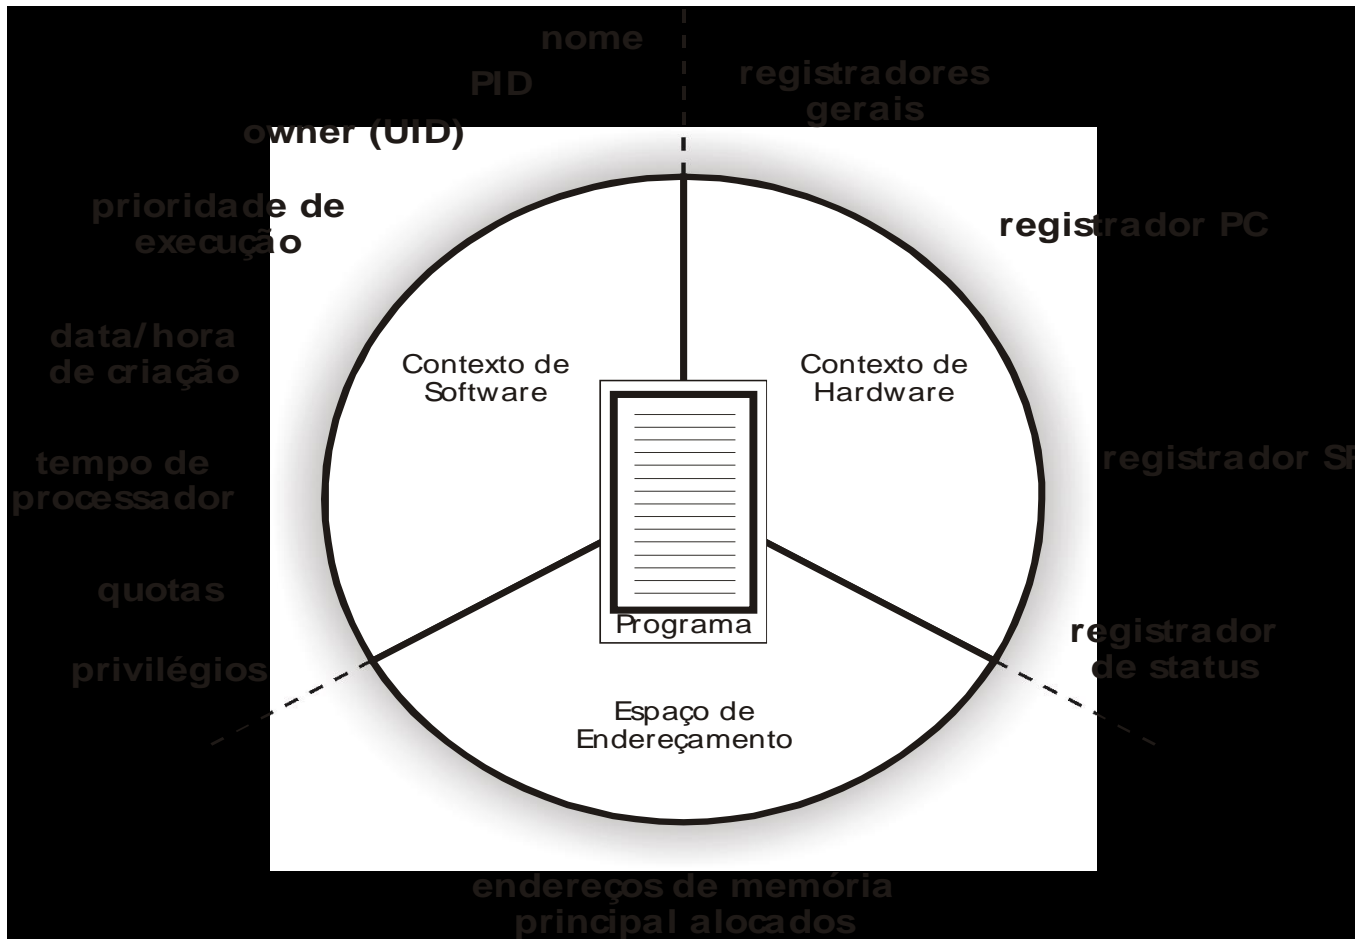 nome
PID
owner (UID)
prioridade de
execução
data/hora
de criação
tempo de
processador
quotas
privilégios
registradores
gerais
registrador PC
registrador SP
registrador
de status
Contexto de
Software
Contexto de
Hardware
Programa
Espaço de
Endereçamento
endereços de memória
principal alocados